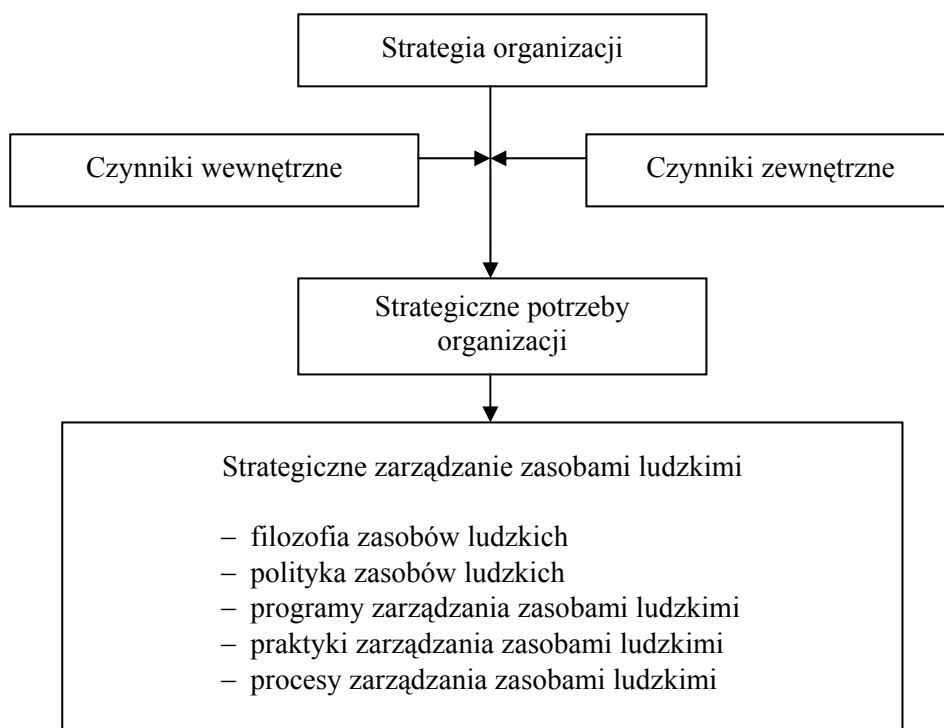 Strategia organizacji
Czynniki wewnętrzne
Czynniki zewnętrzne
Strategiczne potrzeby
organizacji
Strategiczne zarządzanie zasobami ludzkimi
– filozofia zasobów ludzkich
– polityka zasobów ludzkich
– programy zarządzania zasobami ludzkimi
– praktyki zarządzania zasobami ludzkimi
– procesy zarządzania zasobami ludzkimi